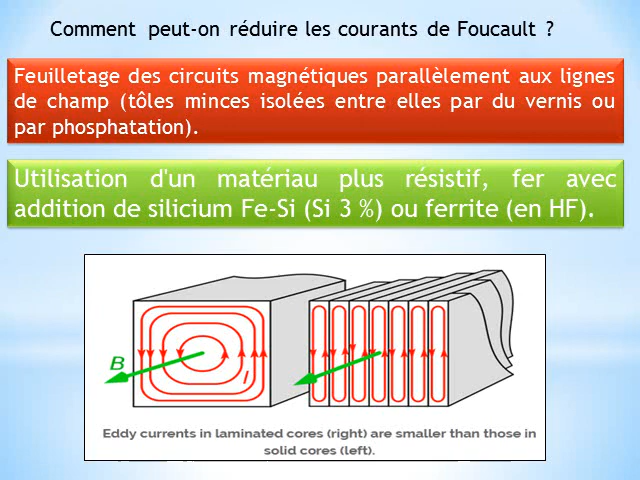 Comment peut-on réduire les courants de Foucault ?
Feuilletage des circuits magnétiques parallèlement aux lignes
de champ (tôles minces isolées entre elles par du vernis ou
par phosphatation).
Utilisation d'un matériau plus résistif, fer avec
addition de silicium Fe-Si (Si 3 %) ou ferrite (en HF).
B
I
Eddy currents in laminated cores (right) are smaller than those in
solid cores (left).